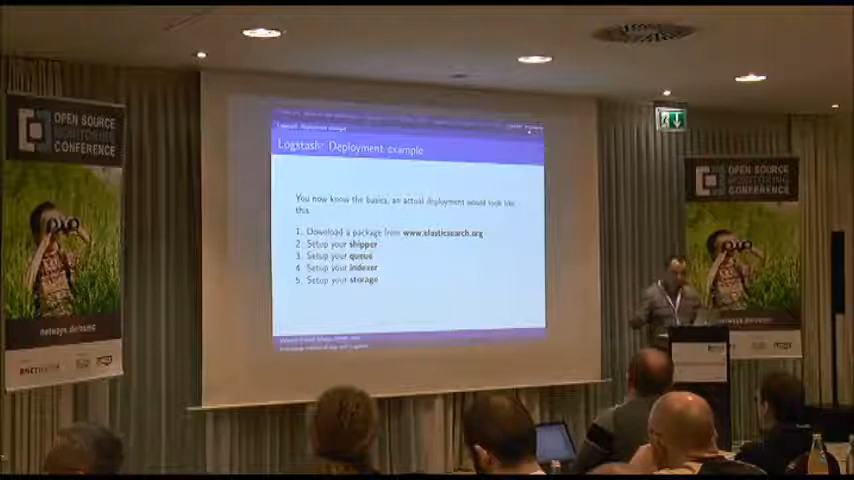 OPEN SOURCE
MONITORING
CONFERENCE
netways.de/osmc
Logstash: Deployment example
You now know the basics, an actual deployment would look like
this
1. Download a package from www.elasticsearch.org
2. Setup your shipper
3. Setup your queue
4. Setup your indexer
5. Setup your storage
OPEN SOURCE
MONITORING
CONFERENCE